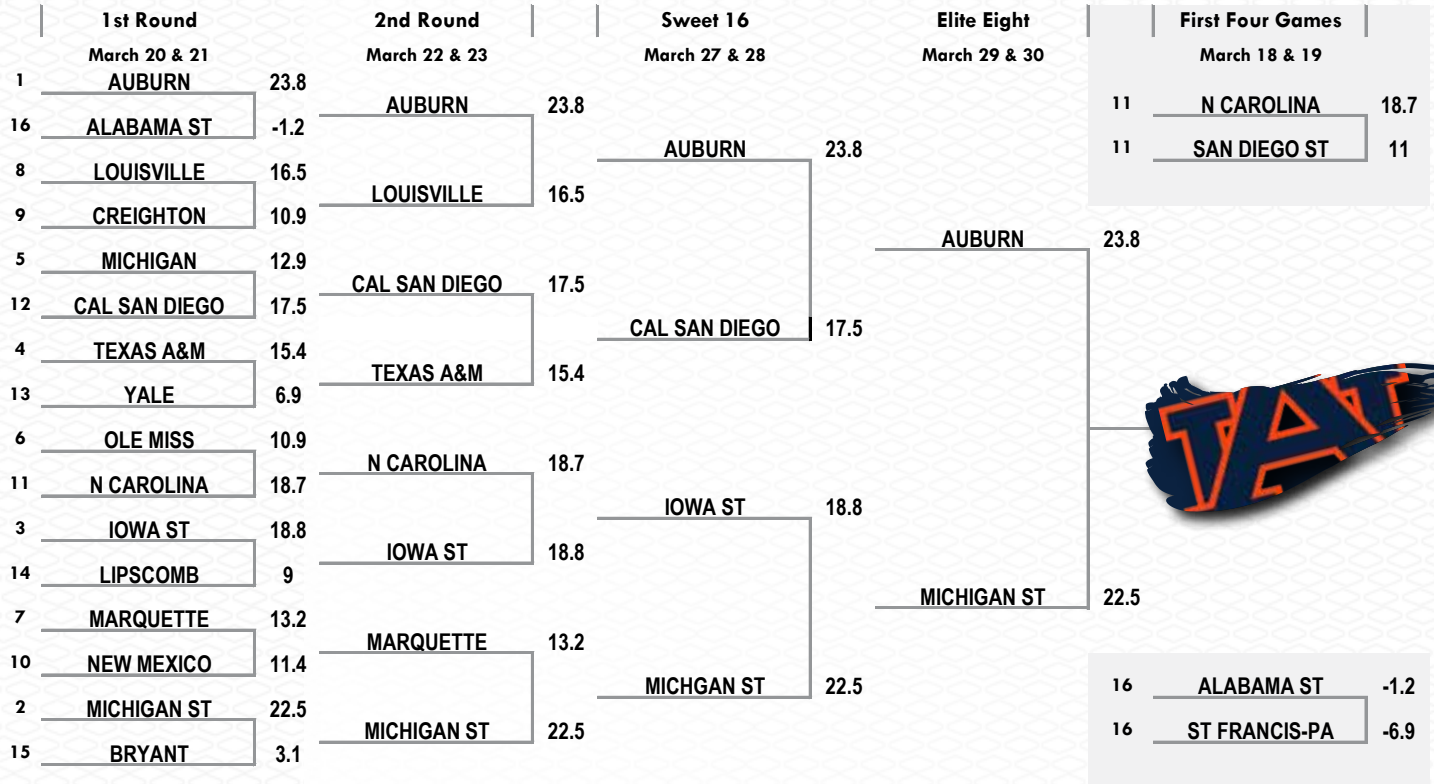 1st Round 2nd Round Sweet 16 Elite Eight First Four Games
March 20 & 21 March 22 & 23 March 27 & 28 March 29 & 30 March 18 & 19
1 AUBURN 23.8
AUBURN 23.8
11 N CAROLINA 18.7
16 ALABAMA ST -1.2
AUBURN 23.8
11 SAN DIEGO ST 11
8 LOUISVILLE 16.5
LOUISVILLE 16.5
9 CREIGHTON 10.9
AUBURN 23.8
5 MICHIGAN 12.9
CAL SAN DIEGO 17.5
12 CAL SAN DIEGO 17.5
CAL SAN DIEGO 17.5
4 TEXAS A&M 15.4
TEXAS A&M 15.4
13 YALE 6.9
AU
6 OLE MISS 10.9
N CAROLINA 18.7
11 N CAROLINA 18.7
IOWA ST 18.8
3 IOWA ST 18.8
IOWA ST 18.8
14 LIPSCOMB 9
MICHIGAN ST 22.5
7 MARQUETTE 13.2
MARQUETTE 13.2
10 NEW MEXICO 11.4
MICHGAN ST 22.5
16 ALABAMA ST -1.2
2 MICHIGAN ST 22.5
MICHIGAN ST 22.5
16 ST FRANCIS-PA -6.9
15 BRYANT 3.1